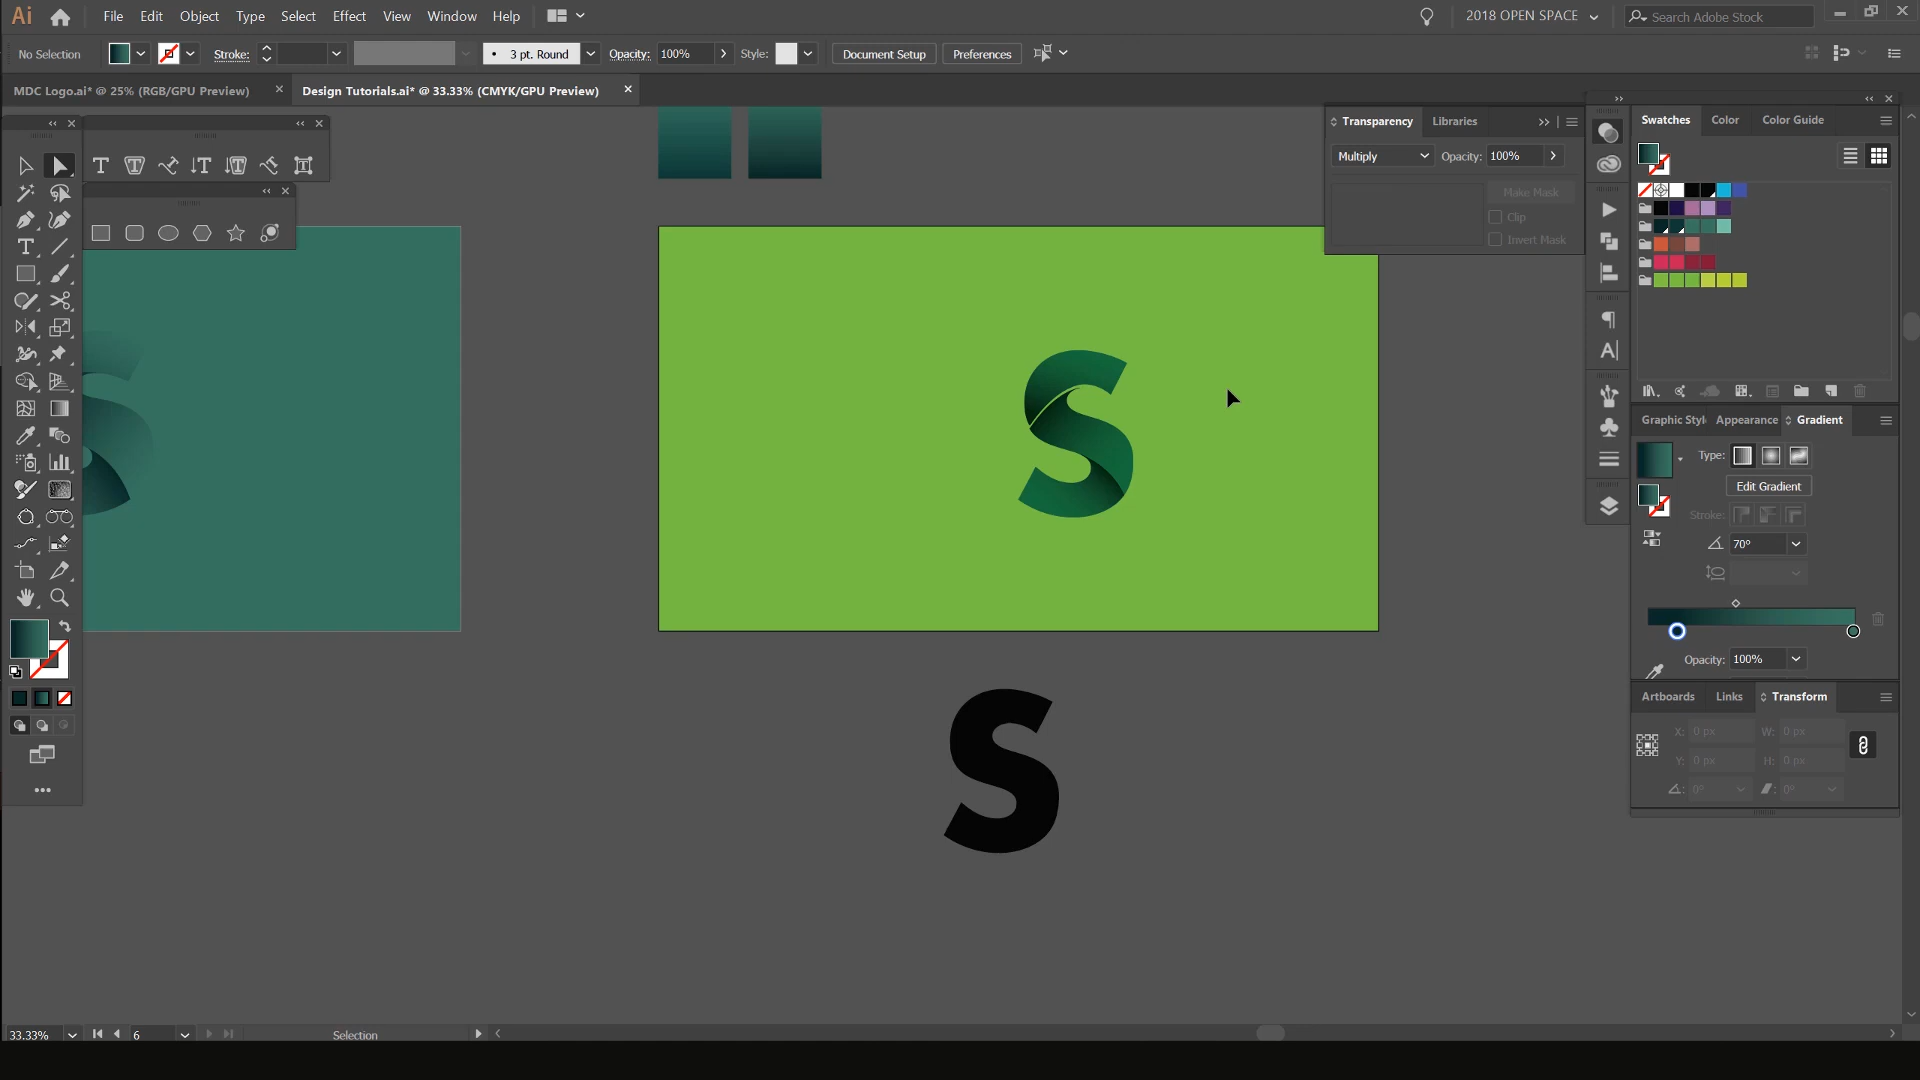 Ai File Edit Object Type Select Effect View Window Help 2018 OPEN SPACE Search Adobe Stock
No Selection Stroke: 3 pt. Round Opacity: 100% Style: Document Setup Preferences
MDC Logo.ai* @ 25% (RGB/GPU Preview) Design Tutorials.ai* @ 33.33% (CMYK/GPU Preview)
Transparency Libraries
Multiply Opacity: 100%
Make Mask
Clip
Invert Mask
Swatches Color Color Guide
S
S
Graphic Styl Appearance Gradient
Type:
Edit Gradient
Stroke:
70°
Opacity: 100%
Artboards Links Transform
X: 0 px W: 0 px
Y: 0 px H: 0 px
0° 0°
33.33% 6 Selection